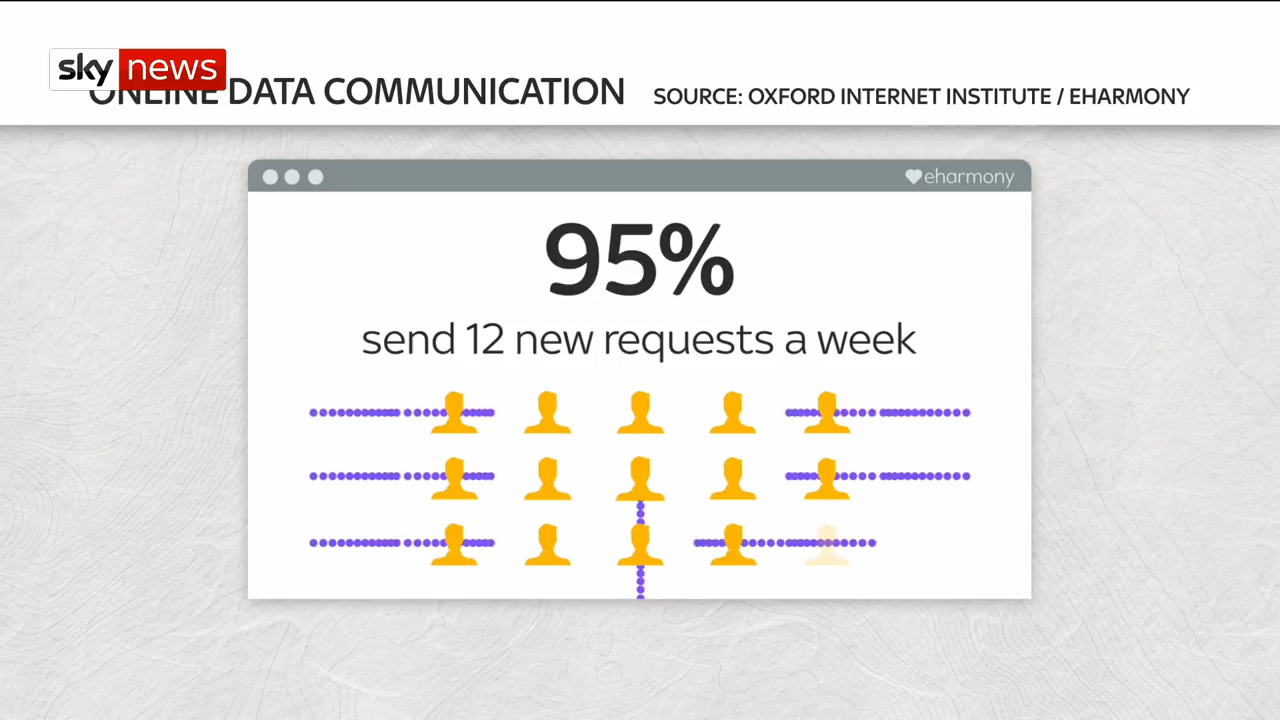 sky news
ONLINE DATA COMMUNICATION SOURCE: OXFORD INTERNET INSTITUTE / EHARMONY
eharmony
95%
send 12 new requests a week